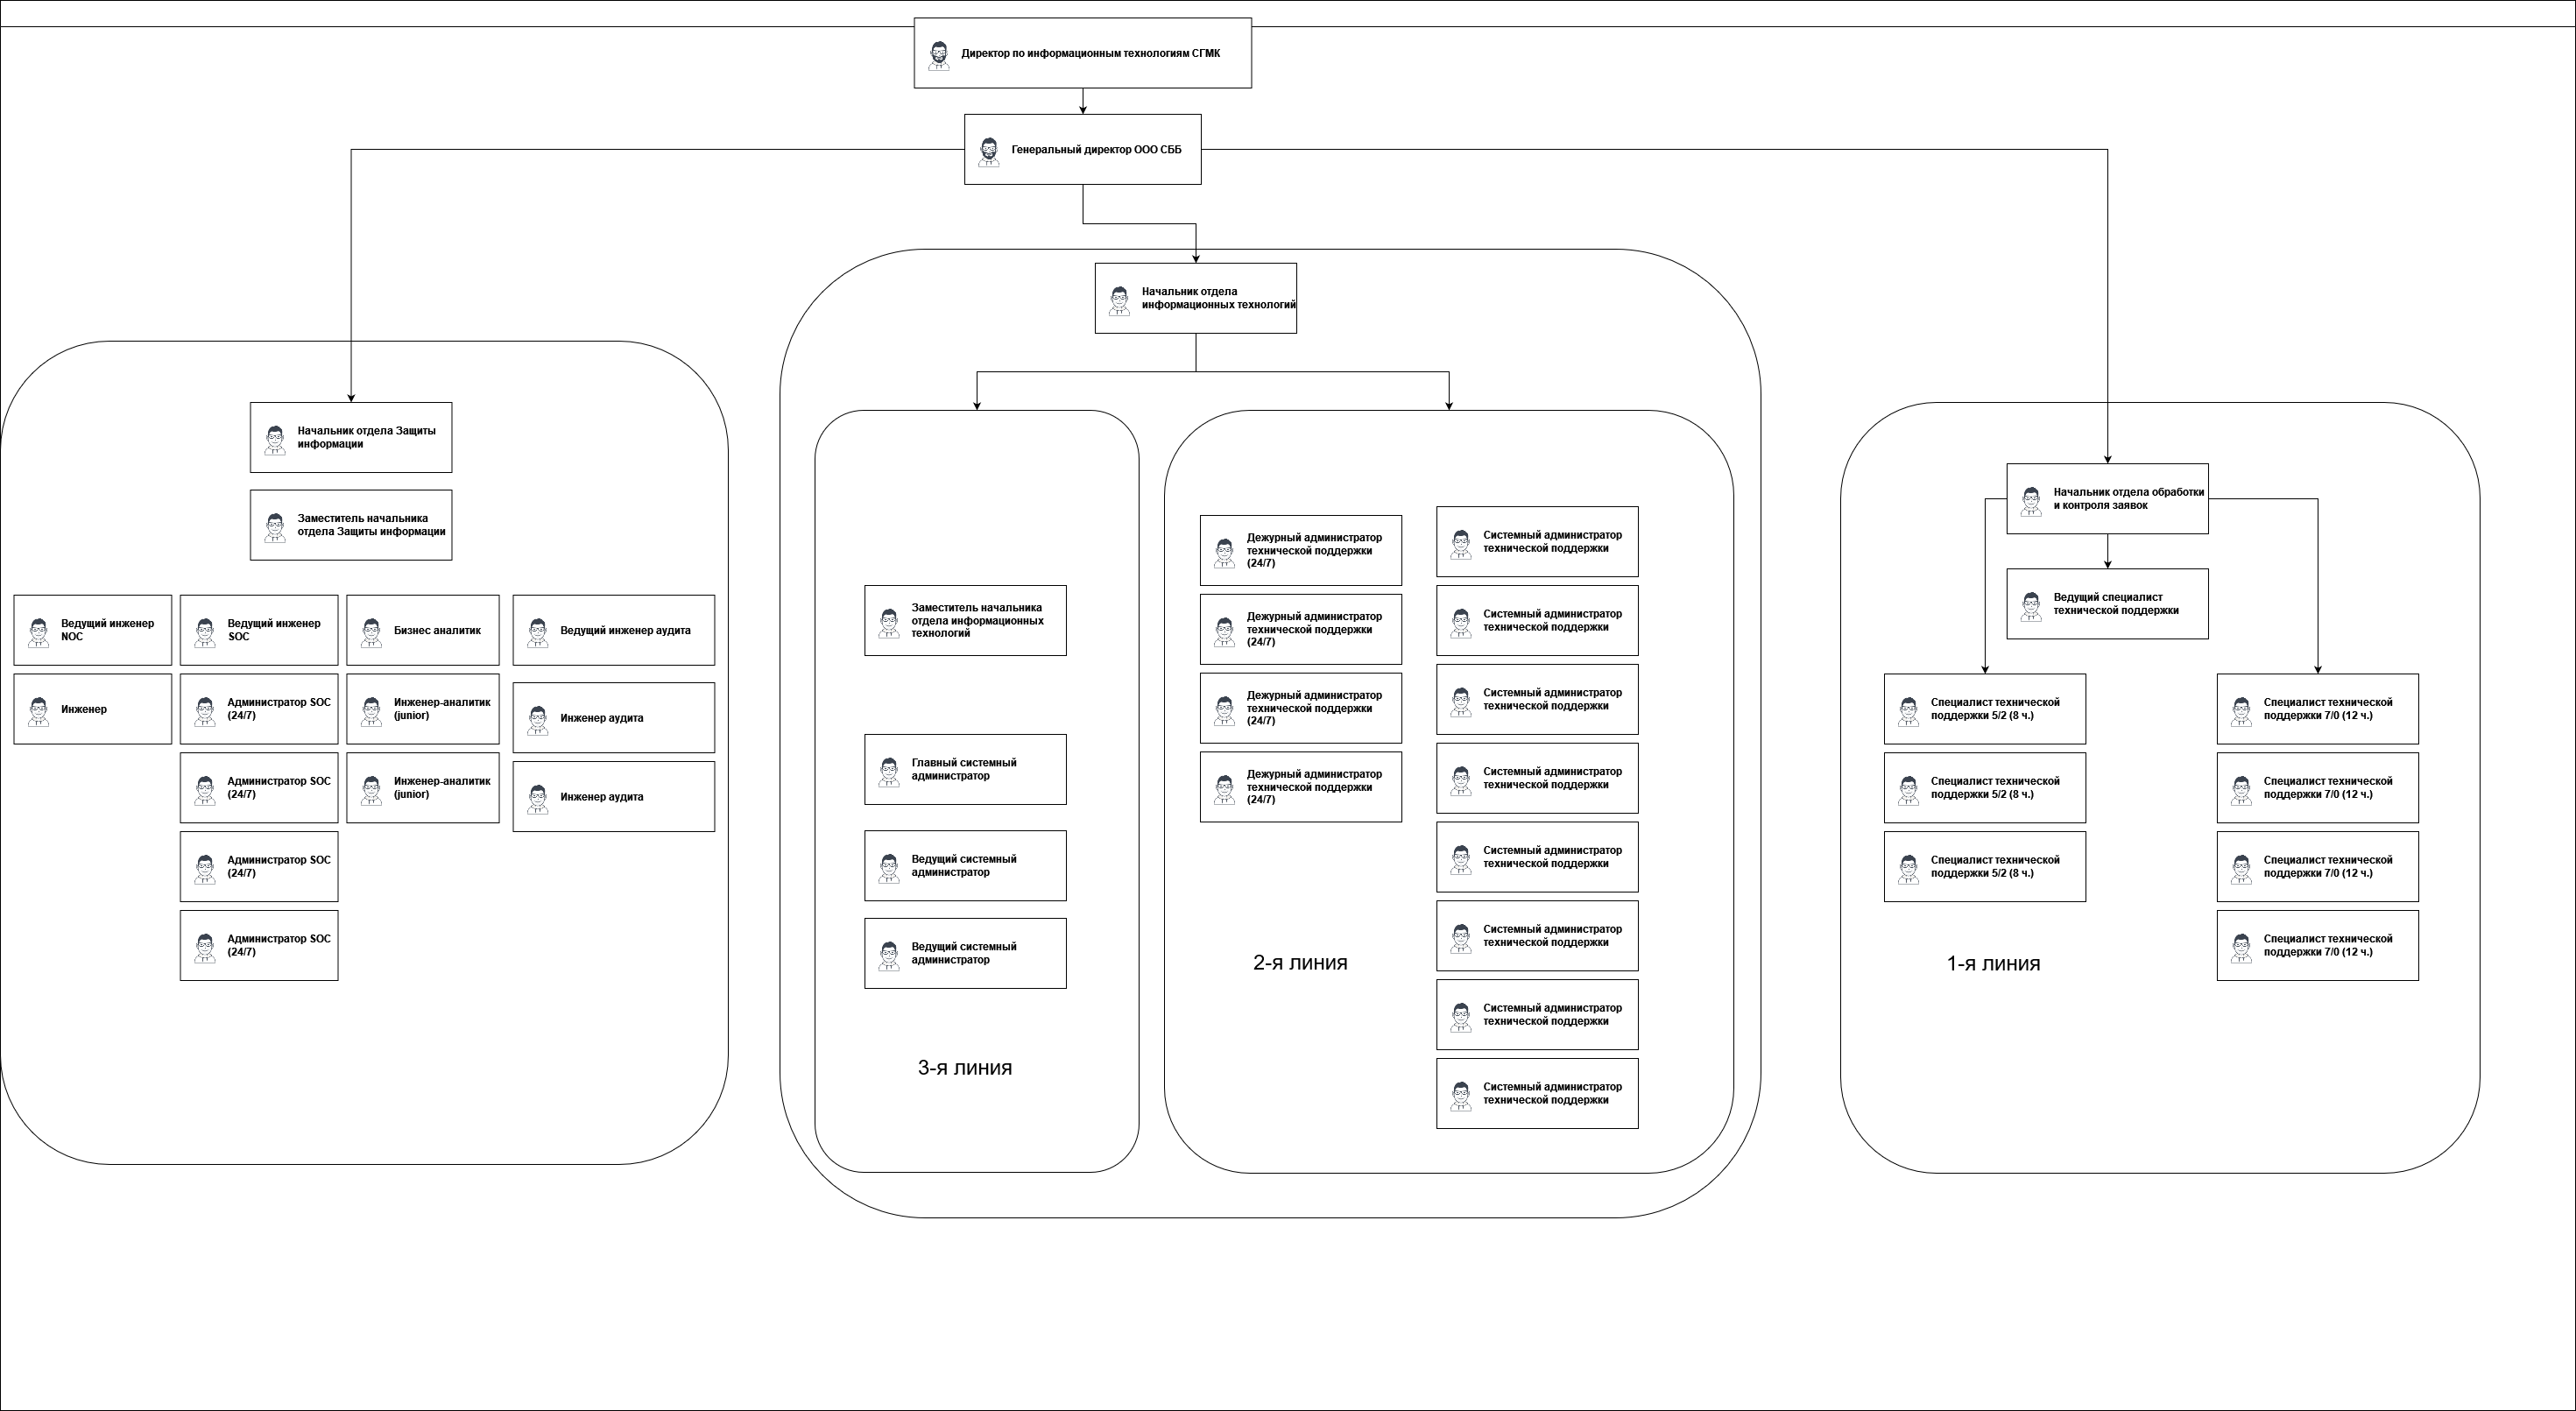 Директор по информационным технологиям СГМК
Генеральный директор ООО СББ
Начальник отдела Защиты
информации
Заместитель начальника
отдела Защиты информации
Ведущий инженер
NOC
Инженер
Ведущий инженер
SOC
Администратор SOC
(24/7)
Администратор SOC
(24/7)
Администратор SOC
(24/7)
Администратор SOC
(24/7)
Бизнес аналитик
Инженер-аналитик
(junior)
Инженер-аналитик
(junior)
Ведущий инженер аудита
Инженер аудита
Инженер аудита
Начальник отдела
информационных технологий
Заместитель начальника
отдела информационных
технологий
Главный системный
администратор
Ведущий системный
администратор
Ведущий системный
администратор
3-я линия
Дежурный администратор
технической поддержки
(24/7)
Дежурный администратор
технической поддержки
(24/7)
Дежурный администратор
технической поддержки
(24/7)
Дежурный администратор
технической поддержки
(24/7)
2-я линия
Системный администратор
технической поддержки
Системный администратор
технической поддержки
Системный администратор
технической поддержки
Системный администратор
технической поддержки
Системный администратор
технической поддержки
Системный администратор
технической поддержки
Системный администратор
технической поддержки
Системный администратор
технической поддержки
Начальник отдела обработки
и контроля заявок
Ведущий специалист
технической поддержки
Специалист технической
поддержки 5/2 (8 ч.)
Специалист технической
поддержки 5/2 (8 ч.)
Специалист технической
поддержки 5/2 (8 ч.)
1-я линия
Специалист технической
поддержки 7/0 (12 ч.)
Специалист технической
поддержки 7/0 (12 ч.)
Специалист технической
поддержки 7/0 (12 ч.)
Специалист технической
поддержки 7/0 (12 ч.)